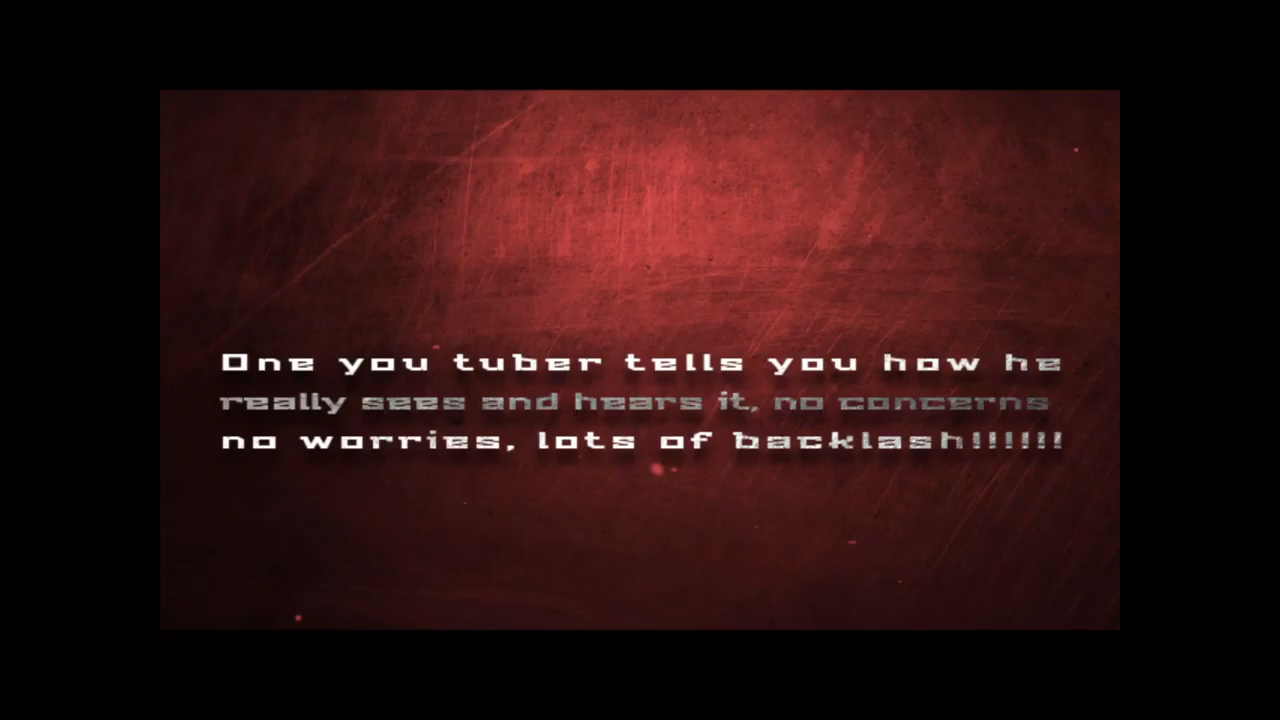 One you tuber tells you how he
really sees and hears it, no concerns
no worries, lots of backlash!!!!!!